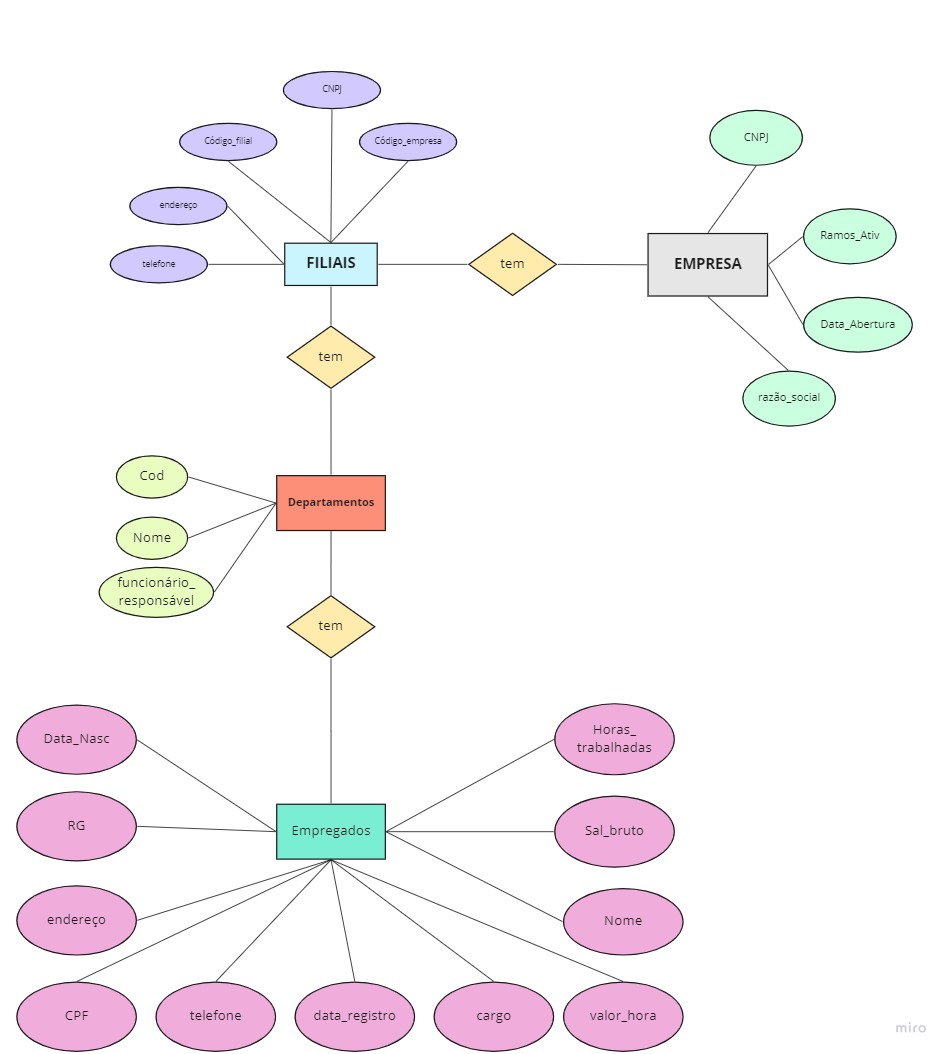 CNPJ
Código_filial
Código_empresa
CNPJ
endereço
Ramos_Ativ
telefone
FILIAIS
tem
EMPRESA
Data_Abertura
tem
razão_social
Cod
Departamentos
Nome
funcionário_
responsável
tem
Data_Nasc
Horas_
trabalhadas
RG
Empregados
Sal_bruto
endereço
Nome
CPF
telefone
data_registro
cargo
valor_hora
miro